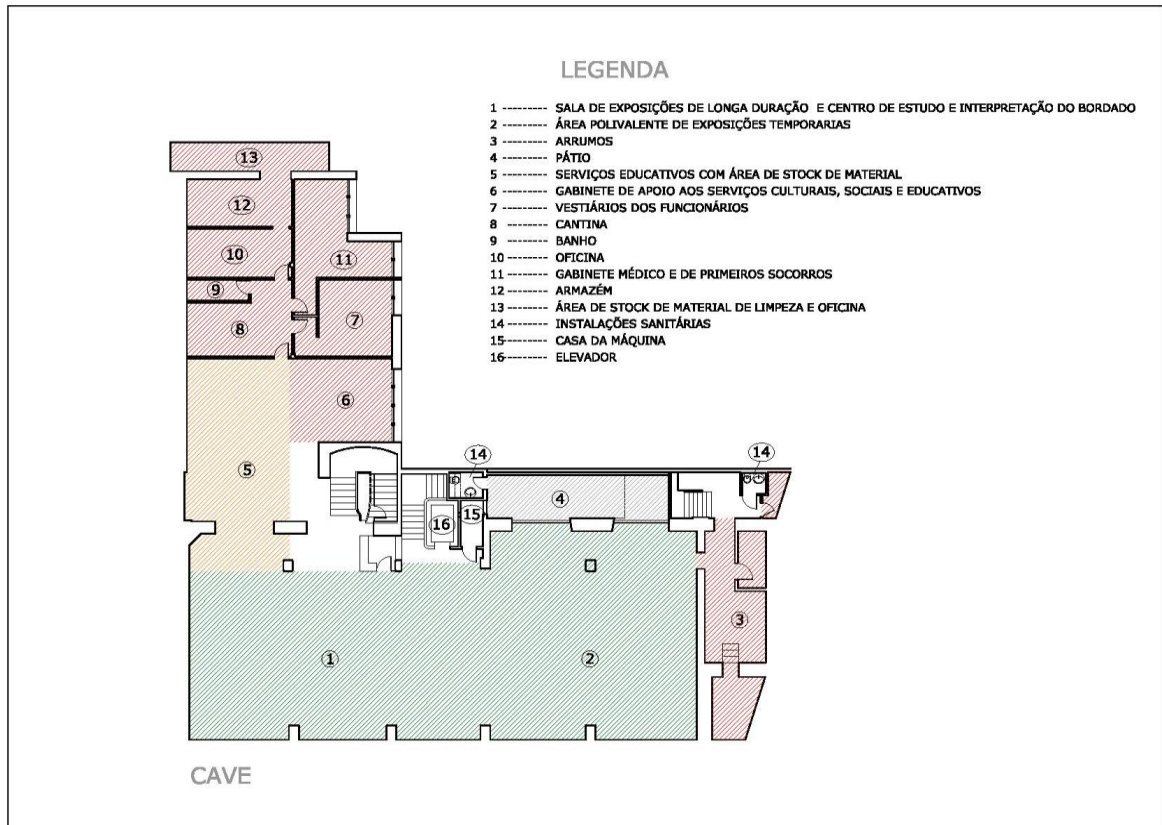 LEGENDA
1 --------- SALA DE EXPOSIÇÕES DE LONGA DURAÇÃO E CENTRO DE ESTUDO E INTERPRETAÇÃO DO BORDADO
2 --------- ÁREA POLIVALENTE DE EXPOSIÇÕES TEMPORARIAS
3 --------- ARRUMOS
4 --------- PÁTIO
5 --------- SERVIÇOS EDUCATIVOS COM ÁREA DE STOCK DE MATERIAL
6 --------- GABINETE DE APOIO AOS SERVIÇOS CULTURAIS, SOCIAIS E EDUCATIVOS
7 --------- VESTIÁRIOS DOS FUNCIONÁRIOS
8 --------- CANTINA
9 --------- BANHO
10 --------- OFICINA
11 --------- GABINETE MÉDICO E DE PRIMEIROS SOCORROS
12 --------- ARMAZÉM
13 --------- ÁREA DE STOCK DE MATERIAL DE LIMPEZA E OFICINA
14 --------- INSTALAÇÕES SANITÁRIAS
15 --------- CASA DA MÁQUINA
16 --------- ELEVADOR
13
12
10
11
9
8
7
6
5
14
14
4
15
16
3
1
2
CAVE